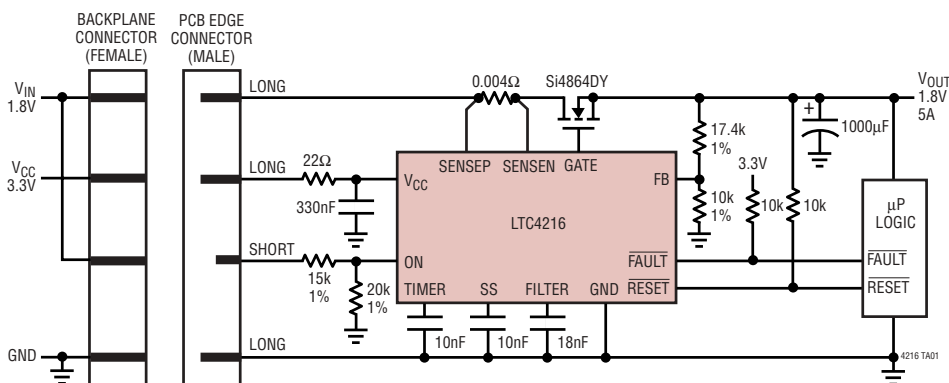 BACKPLANE
CONNECTOR
(FEMALE)
PCB EDGE
CONNECTOR
(MALE)
VIN
1.8V
VCC
3.3V
GND
LONG
LONG
SHORT
LONG
0.004Ω
Si4864DY
VOUT
1.8V
5A
22Ω
330nF
15k
1%
20k
1%
SENSEP
SENSEN
GATE
VCC
FB
LTC4216
ON
FAULT
TIMER
SS
FILTER
GND
RESET
10nF
10nF
18nF
17.4k
1%
10k
1%
3.3V
10k
10k
+
1000µF
µP
LOGIC
FAULT
RESET
4216 TA01